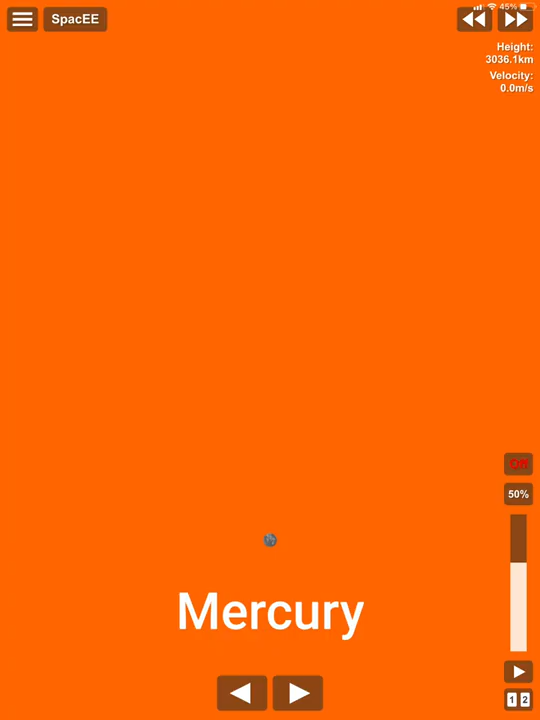 SpacEE
45%
Height:
3036.1km
Velocity:
0.0m/s
Off
50%
Mercury
1 2